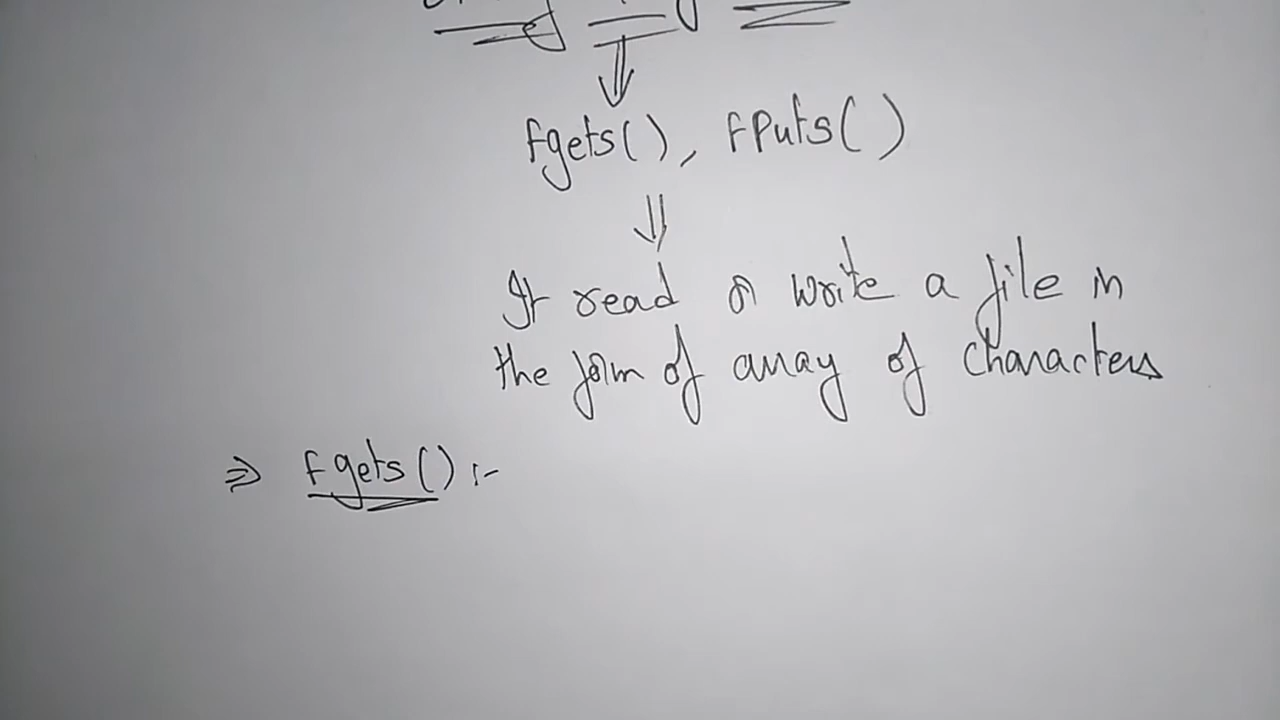 fgets(), fputs()
It read or write a file in
the form of array of characters
⇒ fgets() :-